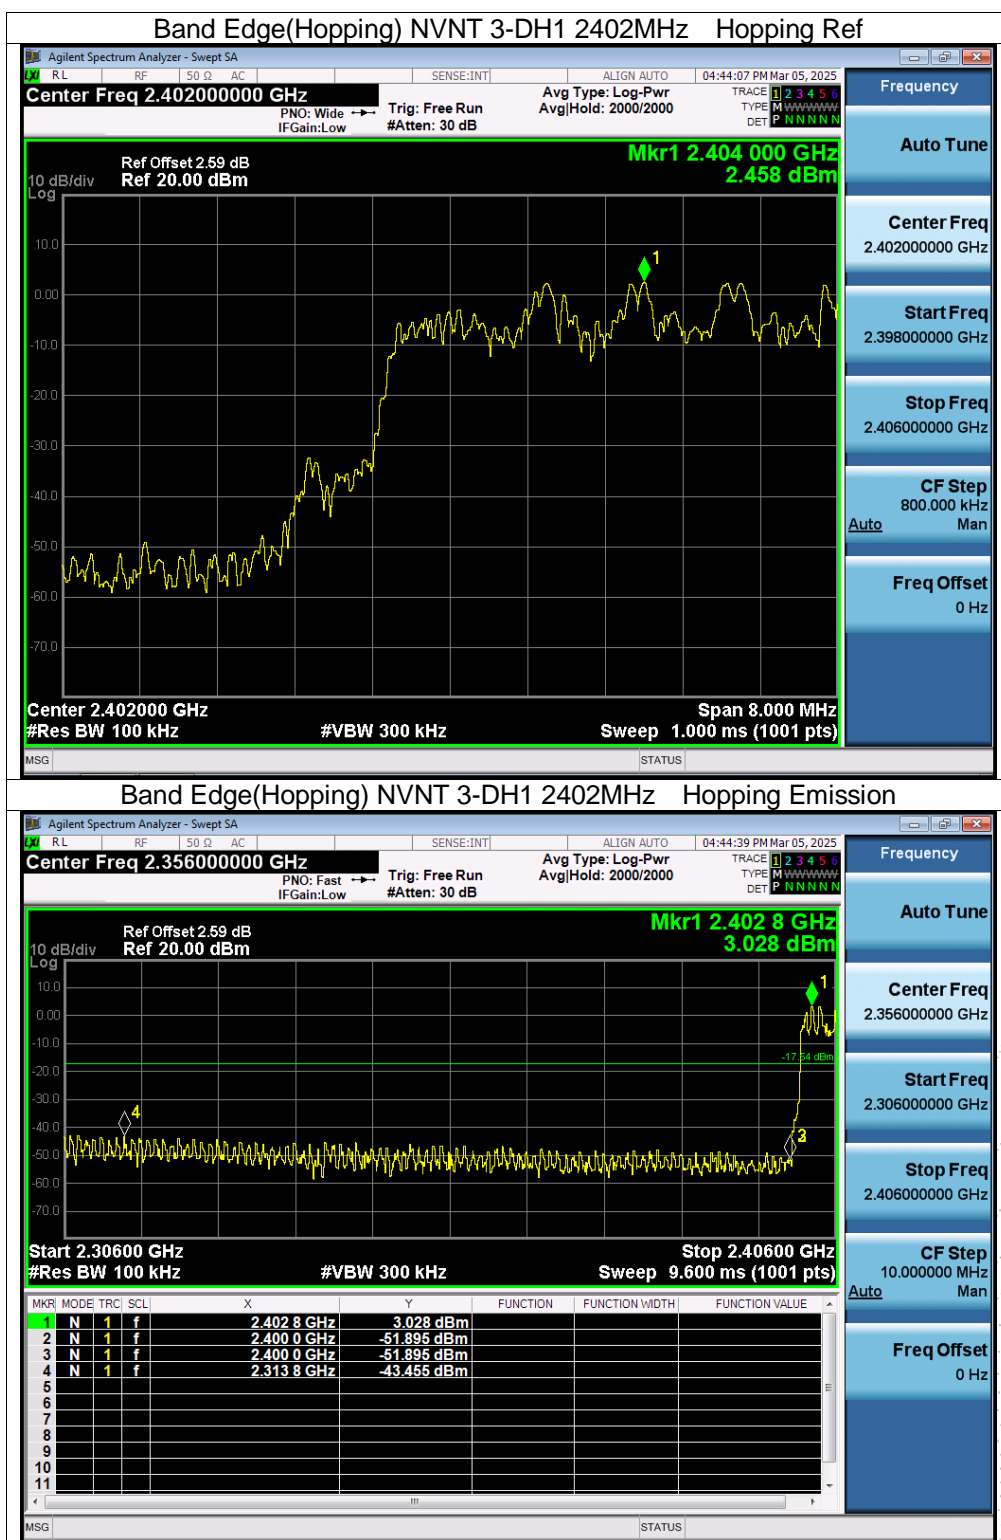 Band Edge(Hopping) NVNT 3-DH1 2402MHz Hopping Ref
Agilent Spectrum Analyzer - Swept SA
LXI RL RF 50 Ω AC SENSE:INT ALIGN AUTO 04:44:07 PM Mar 05, 2025
Center Freq 2.402000000 GHz
PNO: Wide
IFGain:Low
Trig: Free Run
#Atten: 30 dB
Avg Type: Log-Pwr
Avg|Hold: 2000/2000
TRACE 1 2 3 4 5 6
TYPE M W W W W W
DET P N N N N N
Mkr1 2.404 000 GHz
2.458 dBm
Ref Offset 2.59 dB
10 dB/div Ref 20.00 dBm
Log
10.0
0.00
-10.0
-20.0
-30.0
-40.0
-50.0
-60.0
-70.0
1
Center 2.402000 GHz Span 8.000 MHz
#Res BW 100 kHz #VBW 300 kHz Sweep 1.000 ms (1001 pts)
MSG STATUS
Frequency
Auto Tune
Center Freq
2.402000000 GHz
Start Freq
2.398000000 GHz
Stop Freq
2.406000000 GHz
CF Step
800.000 kHz
Auto Man
Freq Offset
0 Hz
Band Edge(Hopping) NVNT 3-DH1 2402MHz Hopping Emission
Agilent Spectrum Analyzer - Swept SA
LXI RL RF 50 Ω AC SENSE:INT ALIGN AUTO 04:44:39 PM Mar 05, 2025
Center Freq 2.356000000 GHz
PNO: Fast
IFGain:Low
Trig: Free Run
#Atten: 30 dB
Avg Type: Log-Pwr
Avg|Hold: 2000/2000
TRACE 1 2 3 4 5 6
TYPE M W W W W W
DET P N N N N N
Mkr1 2.402 8 GHz
3.028 dBm
Ref Offset 2.59 dB
10 dB/div Ref 20.00 dBm
Log
10.0
0.00
-10.0
-20.0
-30.0
-40.0
-50.0
-60.0
-70.0
1
-17.54 dBm
4
3
Start 2.30600 GHz Stop 2.40600 GHz
#Res BW 100 kHz #VBW 300 kHz Sweep 9.600 ms (1001 pts)
MKR MODE TRC SCL X Y FUNCTION FUNCTION WIDTH FUNCTION VALUE
1 N 1 f 2.402 8 GHz 3.028 dBm
2 N 1 f 2.400 0 GHz -51.895 dBm
3 N 1 f 2.400 0 GHz -51.895 dBm
4 N 1 f 2.313 8 GHz -43.455 dBm
5
6
7
8
9
10
11
MSG STATUS
Frequency
Auto Tune
Center Freq
2.356000000 GHz
Start Freq
2.306000000 GHz
Stop Freq
2.406000000 GHz
CF Step
10.000000 MHz
Auto Man
Freq Offset
0 Hz